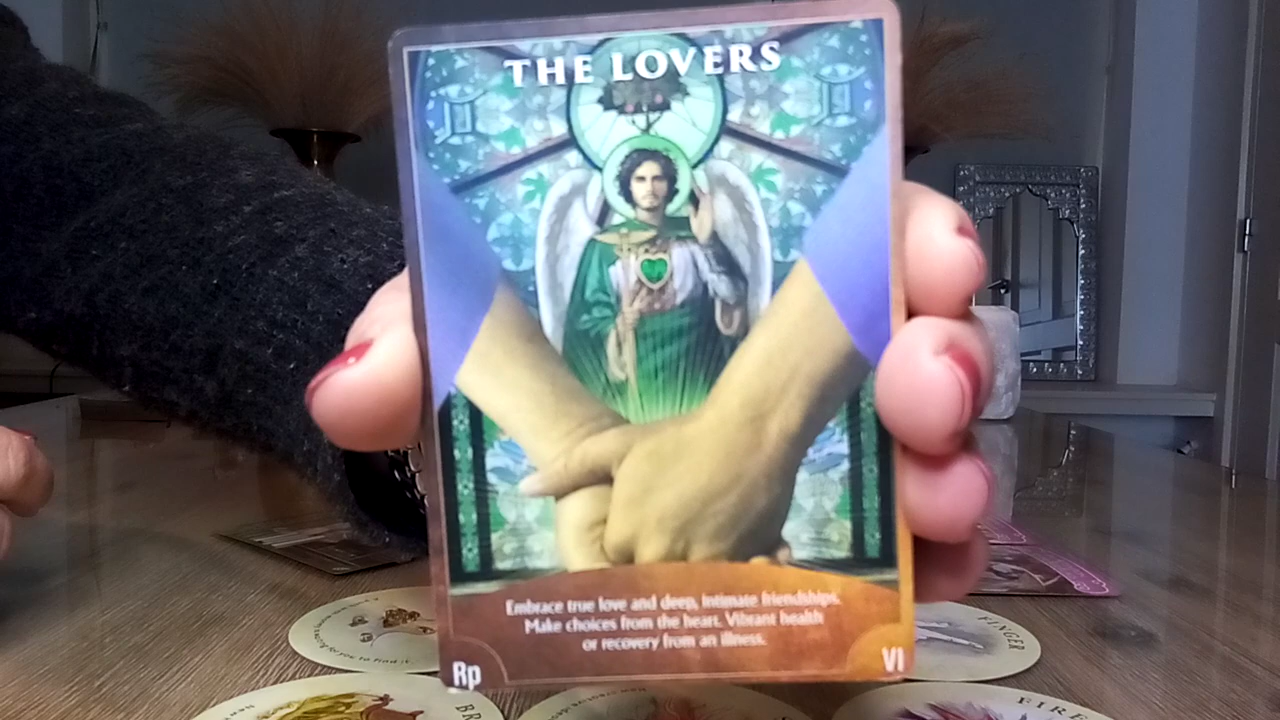 THE LOVERS
Embrace true love and deep, intimate friendships.
Make choices from the heart. Vibrant health
or recovery from an illness.
Rp
VI
FINGER
BR
FIRE